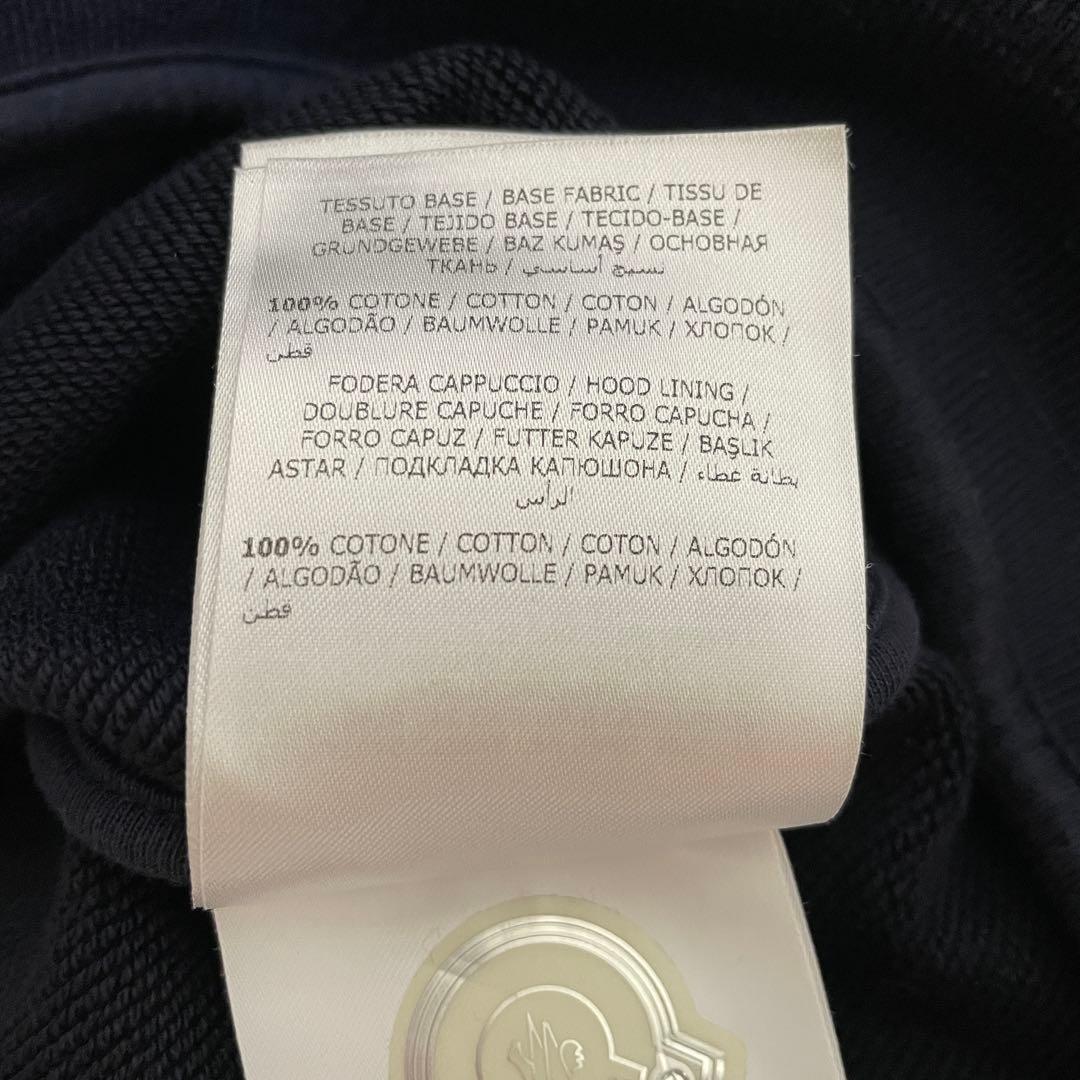 TESSUTO BASE / BASE FABRIC / TISSU DE
BASE / TEJIDO BASE / TECIDO-BASE /
GRUNDGEWEBE / BAZ KUMAŞ / ОСНОВНАЯ
ТКАНЬ / نسيج أساسي
100% COTONE / COTTON / COTON / ALGODÓN
/ ALGODÃO / BAUMWOLLE / PAMUK / ХЛОПОК /
قطن
FODERA CAPPUCCIO / HOOD LINING /
DOUBLURE CAPUCHE / FORRO CAPUCHA /
FORRO CAPUZ / FUTTER KAPUZE / BAŞLIK
ASTAR / ПОДКЛАДКА КАПЮШОНА / بطانة غطاء
الرأس
100% COTONE / COTTON / COTON / ALGODÓN
/ ALGODÃO / BAUMWOLLE / PAMUK / ХЛОПОК /
قطن